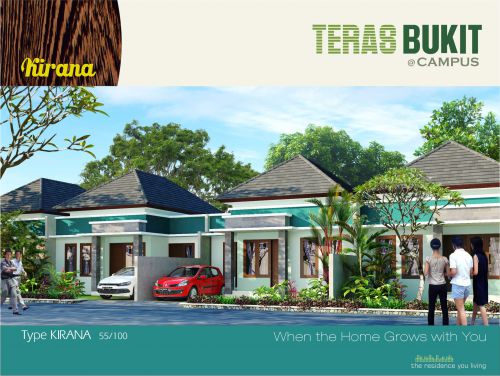 Kirana
TERAS BUKIT
@ CAMPUS
Type KIRANA 55/100
When the Home Grows with You
the residence you living